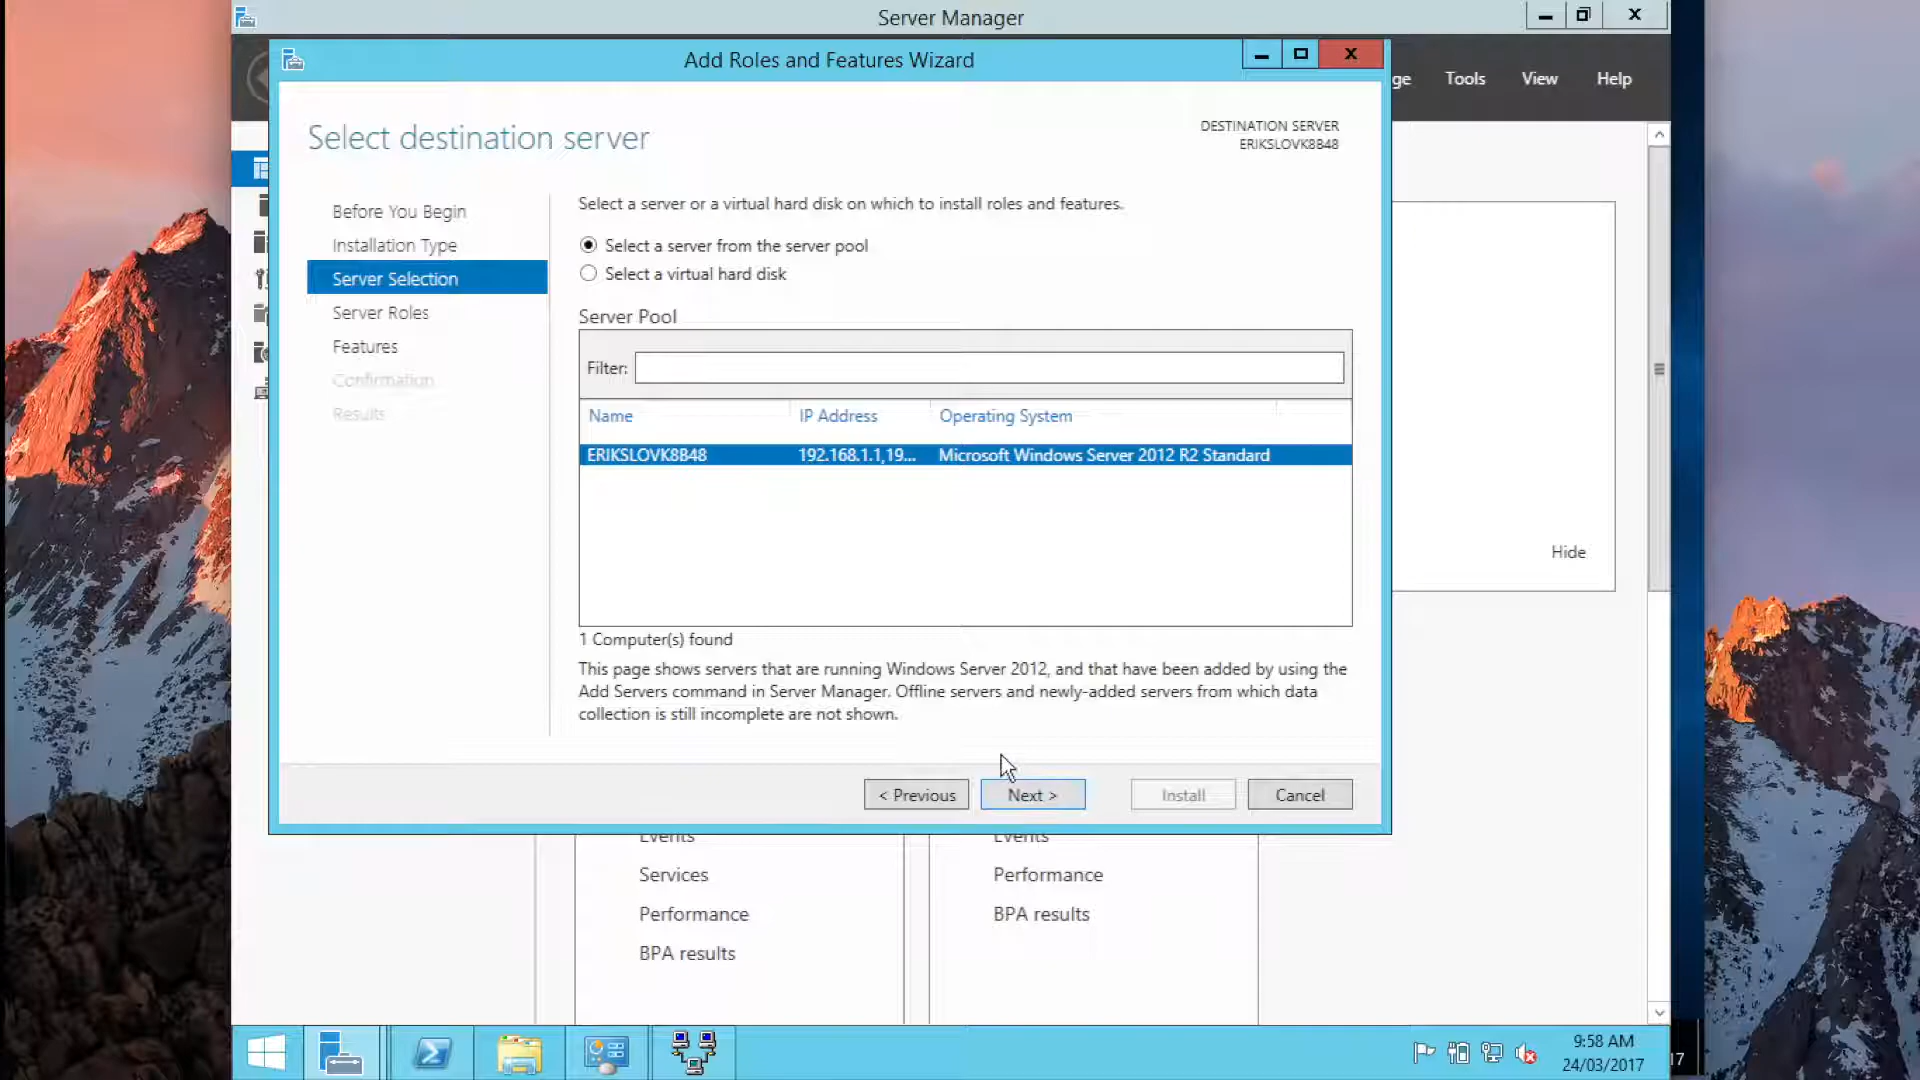 Server Manager
Add Roles and Features Wizard
ge
Tools
View
Help
Select destination server
DESTINATION SERVER
ERIKSLOVK8B48
Before You Begin
Installation Type
Server Selection
Server Roles
Features
Confirmation
Results
Select a server or a virtual hard disk on which to install roles and features.
Select a server from the server pool
Select a virtual hard disk
Server Pool
Filter:
Name
IP Address
Operating System
ERIKSLOVK8B48
192.168.1.1,19...
Microsoft Windows Server 2012 R2 Standard
1 Computer(s) found
This page shows servers that are running Windows Server 2012, and that have been added by using the
Add Servers command in Server Manager. Offline servers and newly-added servers from which data
collection is still incomplete are not shown.
< Previous
Next >
Install
Cancel
Hide
Events
Services
Performance
BPA results
Events
Performance
BPA results
9:58 AM
24/03/2017
17